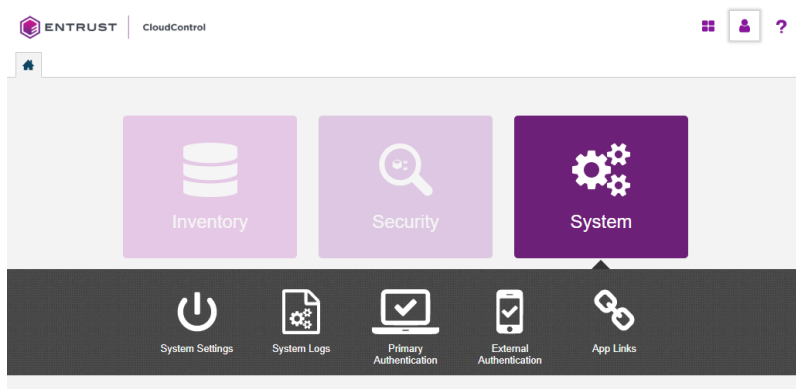 ENTRUST CloudControl
?
Inventory Security System
System Settings System Logs Primary Authentication External Authentication App Links